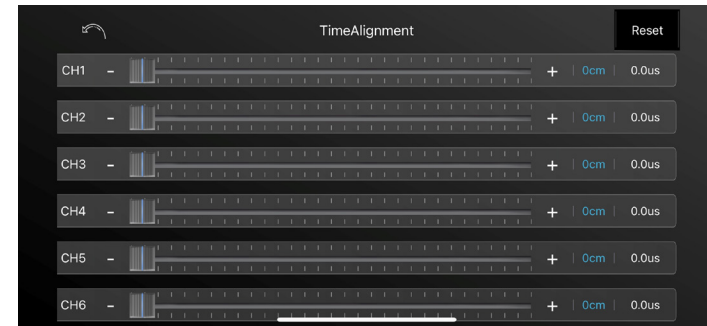 TimeAlignment Reset
CH1 - + 0cm 0.0us
CH2 - + 0cm 0.0us
CH3 - + 0cm 0.0us
CH4 - + 0cm 0.0us
CH5 - + 0cm 0.0us
CH6 - + 0cm 0.0us